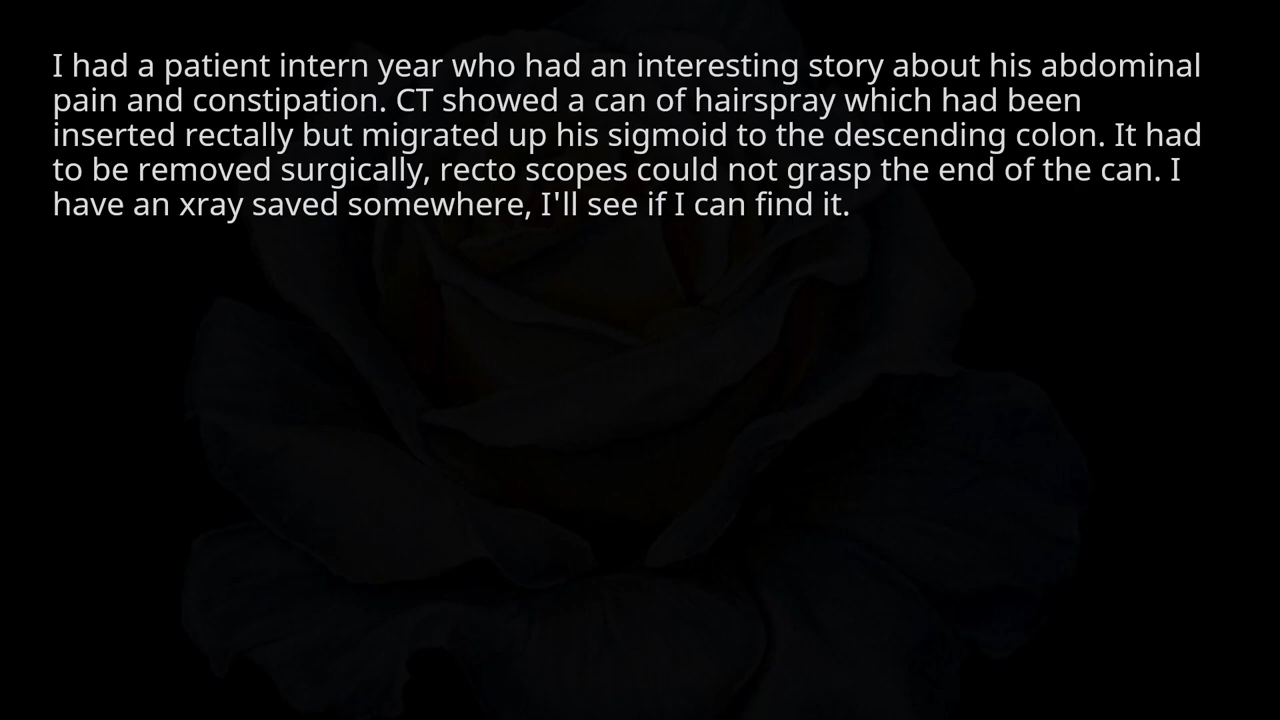 I had a patient intern year who had an interesting story about his abdominal
pain and constipation. CT showed a can of hairspray which had been
inserted rectally but migrated up his sigmoid to the descending colon. It had
to be removed surgically, recto scopes could not grasp the end of the can. I
have an xray saved somewhere, I'll see if I can find it.